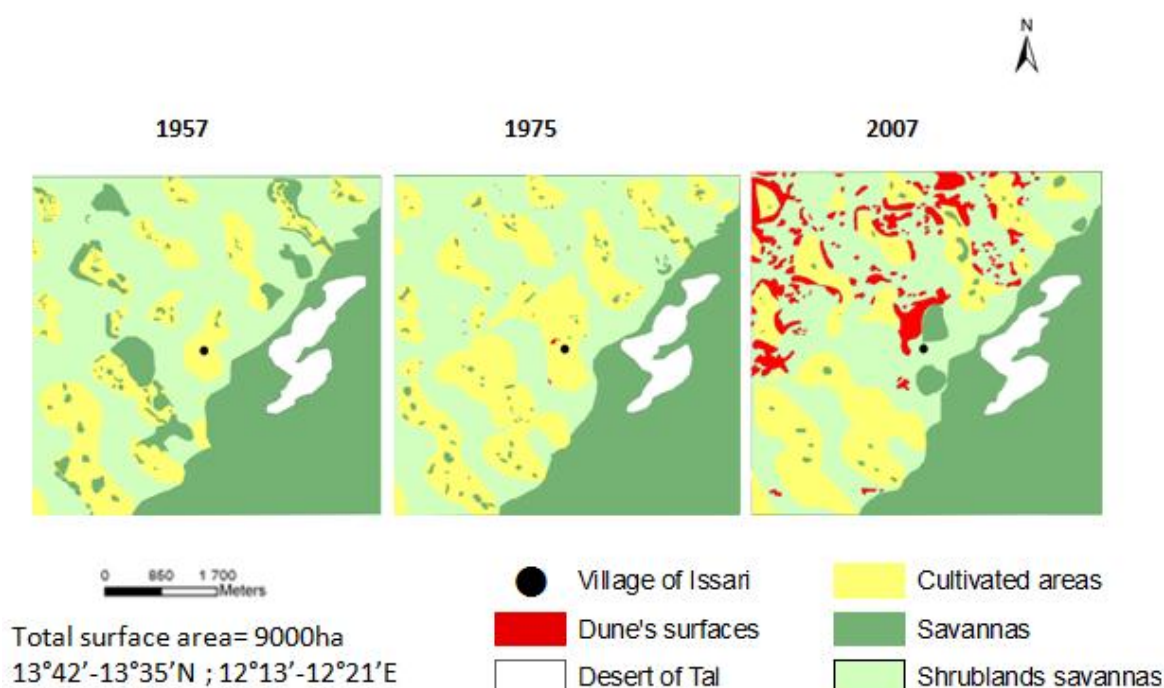 N
1957 1975 2007
0 850 1 700
Meters
Total surface area= 9000ha
13°42’-13°35’N ; 12°13’-12°21’E
Village of Issari
Dune's surfaces
Desert of Tal
Cultivated areas
Savannas
Shrublands savannas